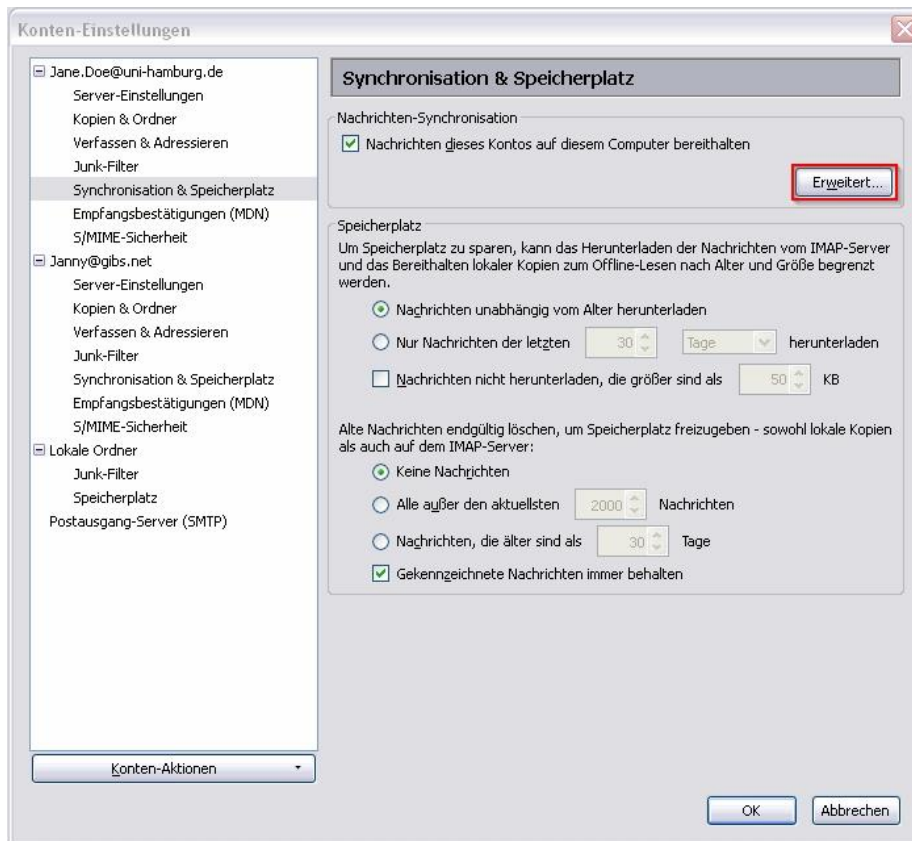 Konten-Einstellungen
Jane.Doe@uni-hamburg.de
Server-Einstellungen
Kopien & Ordner
Verfassen & Adressieren
Junk-Filter
Synchronisation & Speicherplatz
Empfangsbestätigungen (MDN)
S/MIME-Sicherheit
Janny@gibs.net
Server-Einstellungen
Kopien & Ordner
Verfassen & Adressieren
Junk-Filter
Synchronisation & Speicherplatz
Empfangsbestätigungen (MDN)
S/MIME-Sicherheit
Lokale Ordner
Junk-Filter
Speicherplatz
Postausgang-Server (SMTP)
Konten-Aktionen
Synchronisation & Speicherplatz
Nachrichten-Synchronisation
Nachrichten dieses Kontos auf diesem Computer bereithalten
Erweitert...
Speicherplatz
Um Speicherplatz zu sparen, kann das Herunterladen der Nachrichten vom IMAP-Server
und das Bereithalten lokaler Kopien zum Offline-Lesen nach Alter und Größe begrenzt
werden.
Nachrichten unabhängig vom Alter herunterladen
Nur Nachrichten der letzten 30 Tage herunterladen
Nachrichten nicht herunterladen, die größer sind als 50 KB
Alte Nachrichten endgültig löschen, um Speicherplatz freizugeben - sowohl lokale Kopien
als auch auf dem IMAP-Server:
Keine Nachrichten
Alle außer den aktuellsten 2000 Nachrichten
Nachrichten, die älter sind als 30 Tage
Gekennzeichnete Nachrichten immer behalten
OK
Abbrechen